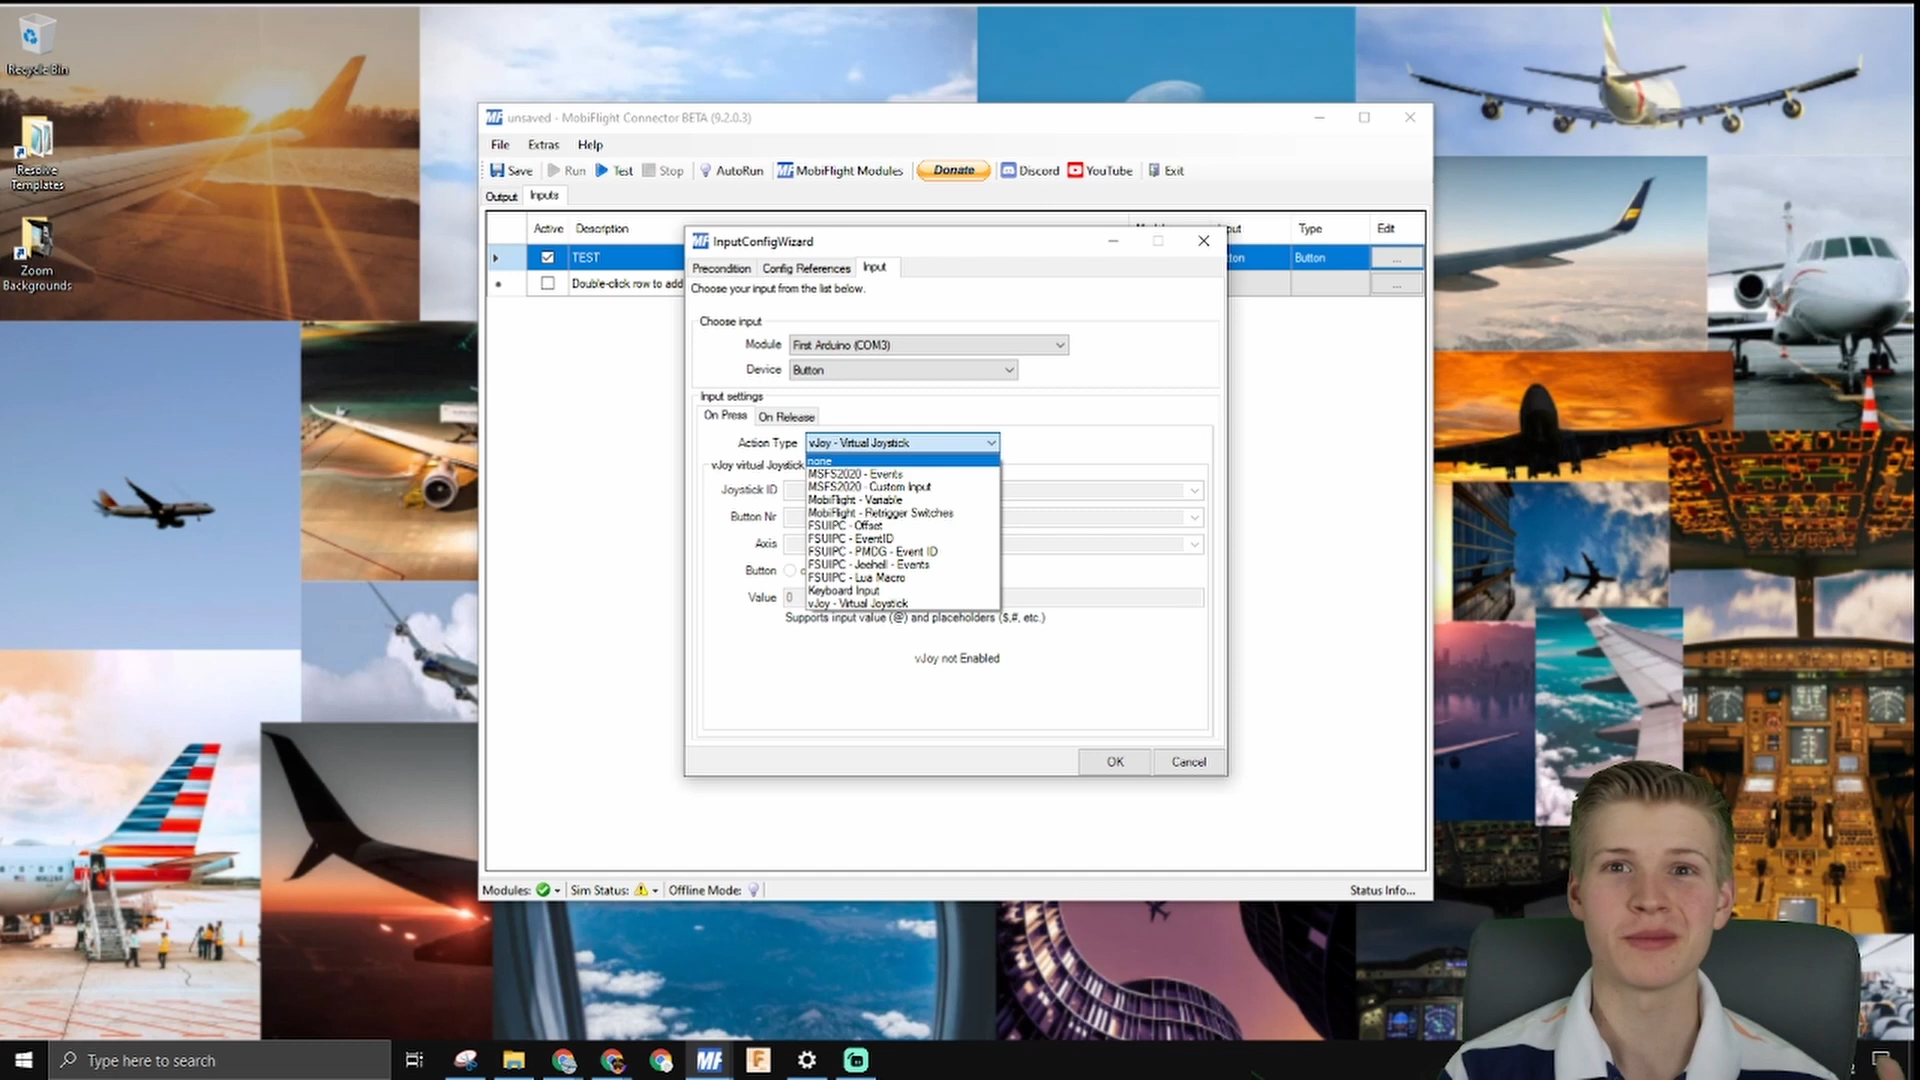 Recycle Bin
Resolve
Templates
Zoom
Backgrounds
MF unsaved - MobiFlight Connector BETA (9.2.0.3)
File Extras Help
Save Run Test Stop AutoRun MF MobiFlight Modules Donate Discord YouTube Exit
Output Inputs
Active Description Type Edit
TEST Button ...
Double-click row to add ...
MF InputConfigWizard
Precondition Config References Input
Choose your input from the list below.
Choose input
Module First Arduino (COM3)
Device Button
Input settings
On Press On Release
Action Type vJoy - Virtual Joystick
none
MSFS2020 - Events
MSFS2020 - Custom Input
MobiFlight - Variable
MobiFlight - Retrigger Switches
FSUIPC - Offset
FSUIPC - EventID
FSUIPC - PMDG - Event ID
FSUIPC - Jeehell - Events
FSUIPC - Lua Macro
Keyboard Input
vJoy - Virtual Joystick
vJoy virtual Joystick
Joystick ID
Button Nr
Axis
Button
Value 0
Supports input value (@) and placeholders ($,#, etc.)
vJoy not Enabled
OK Cancel
Modules: Sim Status: Offline Mode: Status Info...
Type here to search
MF F